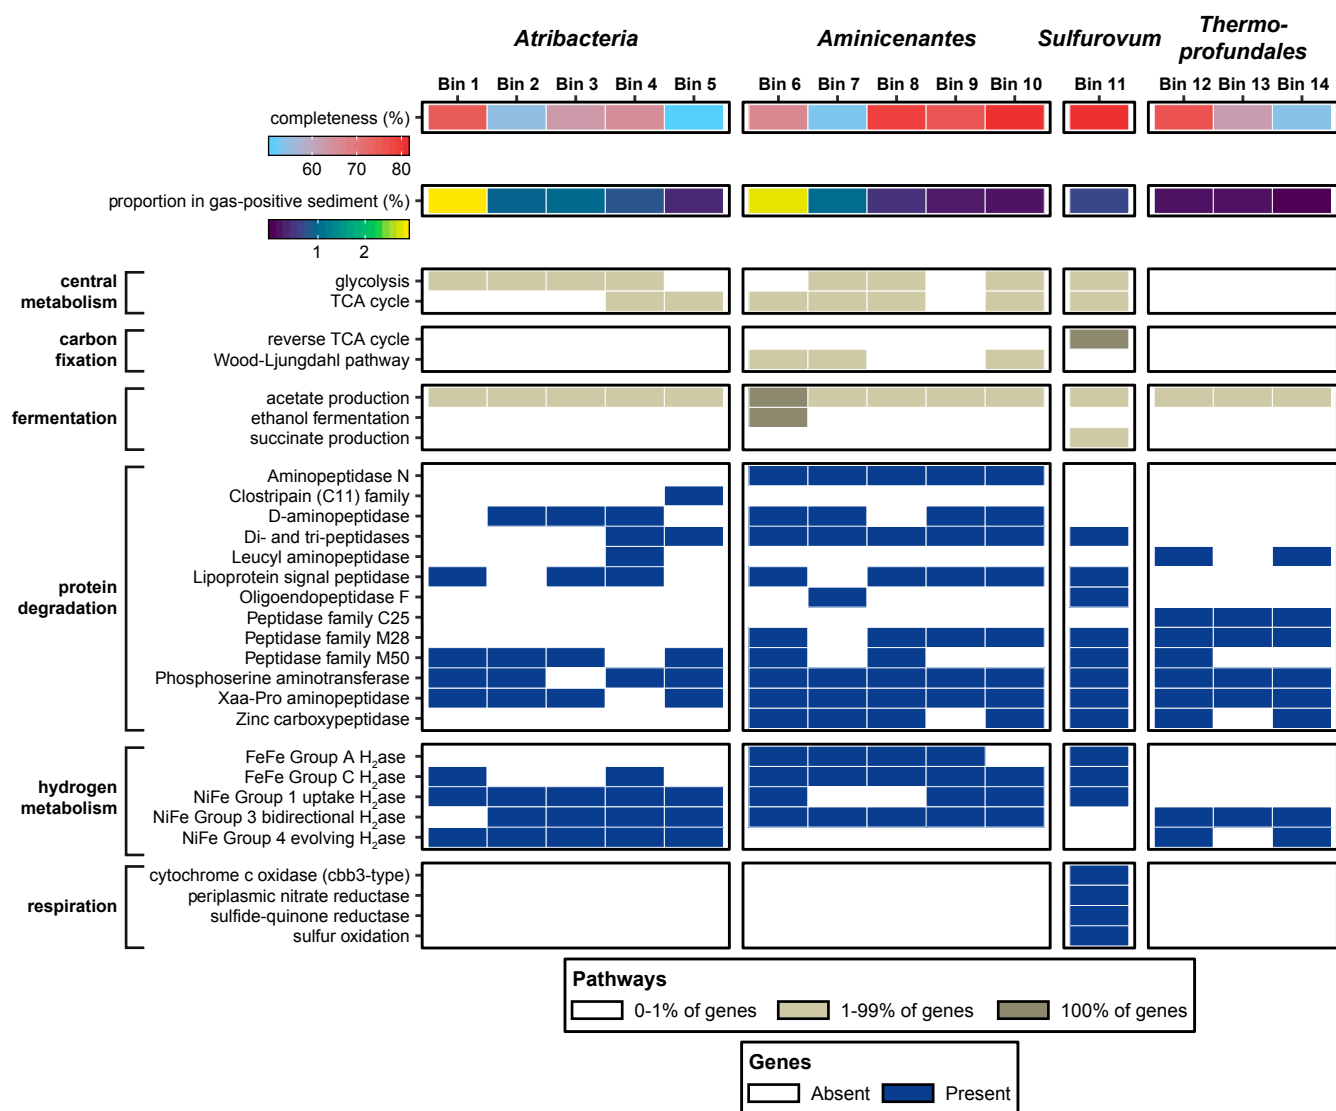 Atribacteria Aminicenantes Sulfurovum Thermo-
profundales
Bin 1 Bin 2 Bin 3 Bin 4 Bin 5 Bin 6 Bin 7 Bin 8 Bin 9 Bin 10 Bin 11 Bin 12 Bin 13 Bin 14
completeness (%)
60 70 80
proportion in gas-positive sediment (%)
1 2
central
metabolism
glycolysis
TCA cycle
carbon
fixation
reverse TCA cycle
Wood-Ljungdahl pathway
fermentation
acetate production
ethanol fermentation
succinate production
protein
degradation
Aminopeptidase N
Clostripain (C11) family
D-aminopeptidase
Di- and tri-peptidases
Leucyl aminopeptidase
Lipoprotein signal peptidase
Oligoendopeptidase F
Peptidase family C25
Peptidase family M28
Peptidase family M50
Phosphoserine aminotransferase
Xaa-Pro aminopeptidase
Zinc carboxypeptidase
hydrogen
metabolism
FeFe Group A H₂ase
FeFe Group C H₂ase
NiFe Group 1 uptake H₂ase
NiFe Group 3 bidirectional H₂ase
NiFe Group 4 evolving H₂ase
respiration
cytochrome c oxidase (cbb3-type)
periplasmic nitrate reductase
sulfide-quinone reductase
sulfur oxidation
Pathways
0-1% of genes 1-99% of genes 100% of genes
Genes
Absent Present